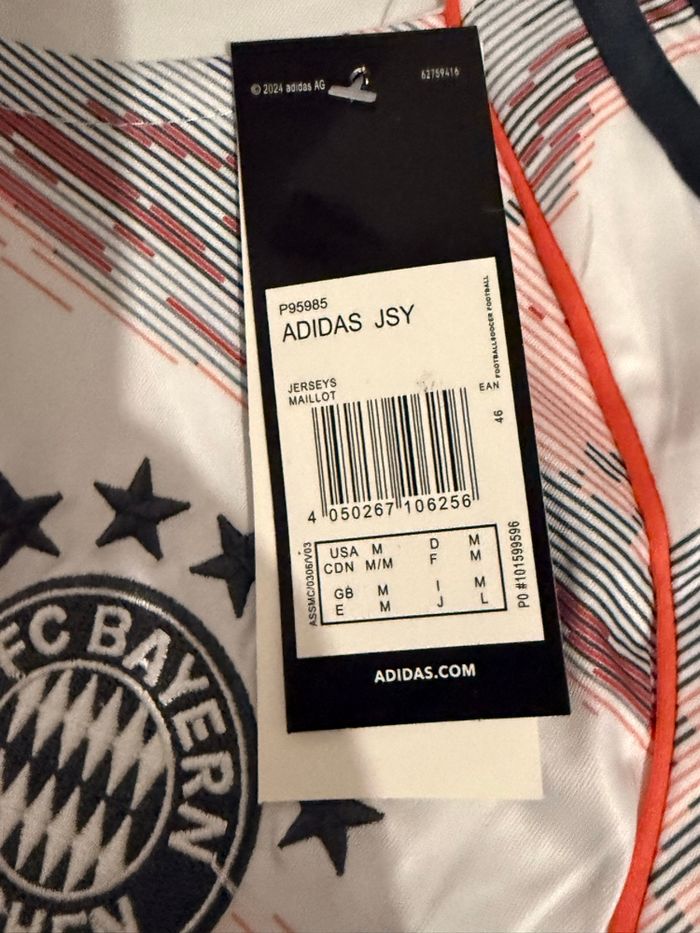 © 2024 adidas AG
62759416
P95985
ADIDAS JSY
JERSEYS
MAILLOT
FOOTBALL/SOCCER FOOTBALL
EAN
46
4 050267 106256
ASSMC/0306/V03
USA M D M
CDN M/M F M
GB M I M
E M J L
PO #101599596
ADIDAS.COM
FC BAYERN